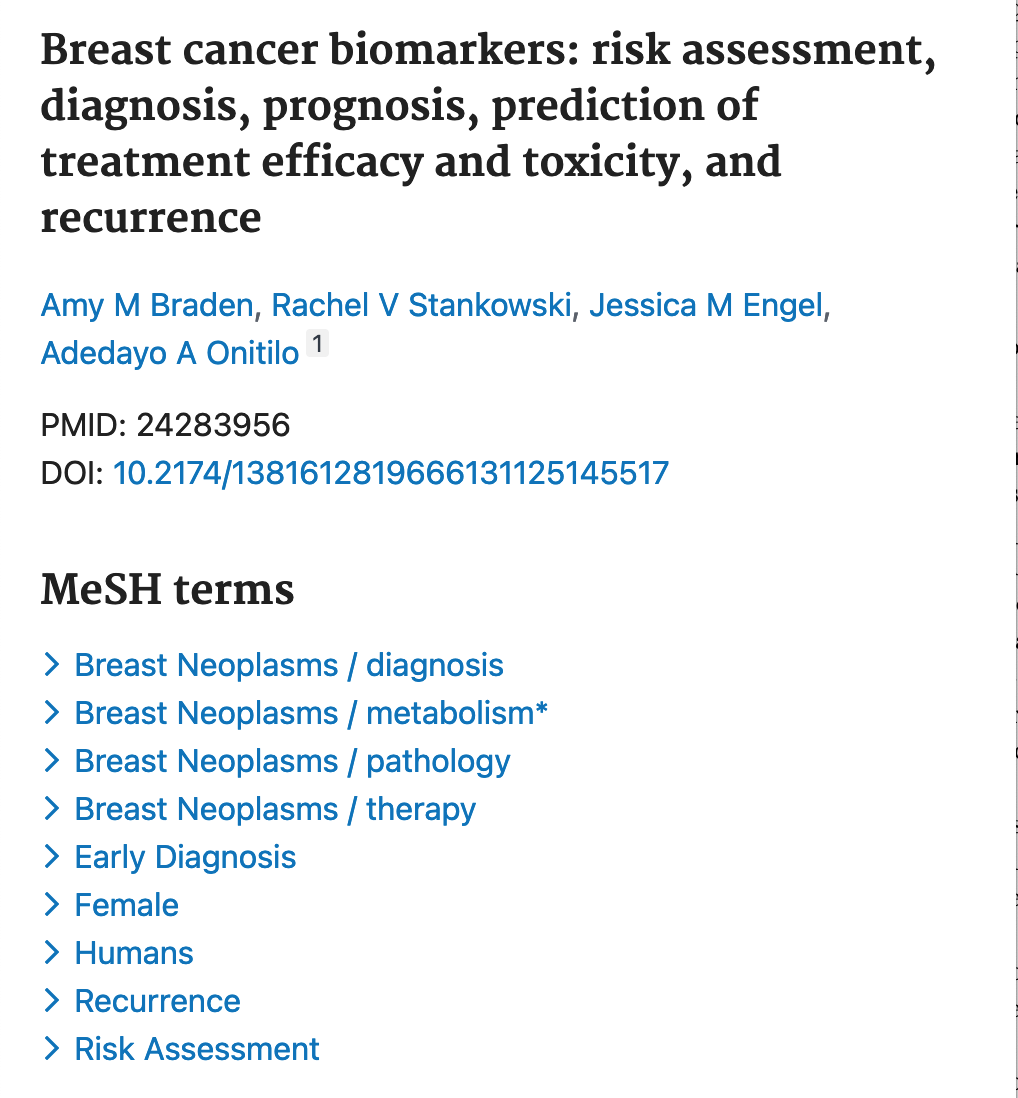 Breast cancer biomarkers: risk assessment,
diagnosis, prognosis, prediction of
treatment efficacy and toxicity, and
recurrence
Amy M Braden, Rachel V Stankowski, Jessica M Engel,
Adedayo A Onitilo 1
PMID: 24283956
DOI: 10.2174/1381612819666131125145517
MeSH terms
Breast Neoplasms / diagnosis
Breast Neoplasms / metabolism*
Breast Neoplasms / pathology
Breast Neoplasms / therapy
Early Diagnosis
Female
Humans
Recurrence
Risk Assessment